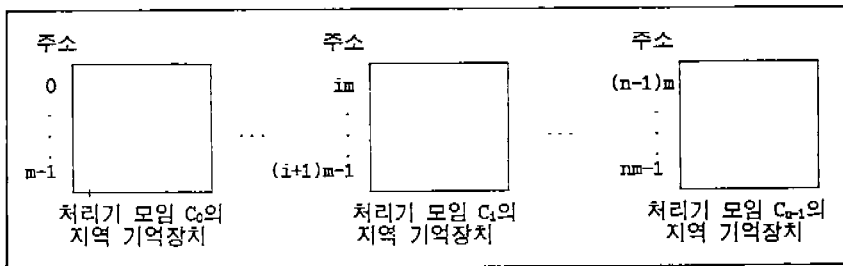 주소 주소 주소
0 im (n-1)m
. . .
. ... . ... .
. . .
m-1 (i+1)m-1 nm-1
처리기 모임 C₀의 처리기 모임 Cᵢ의 처리기 모임 Cₙ₋₁의
지역 기억장치 지역 기억장치 지역 기억장치